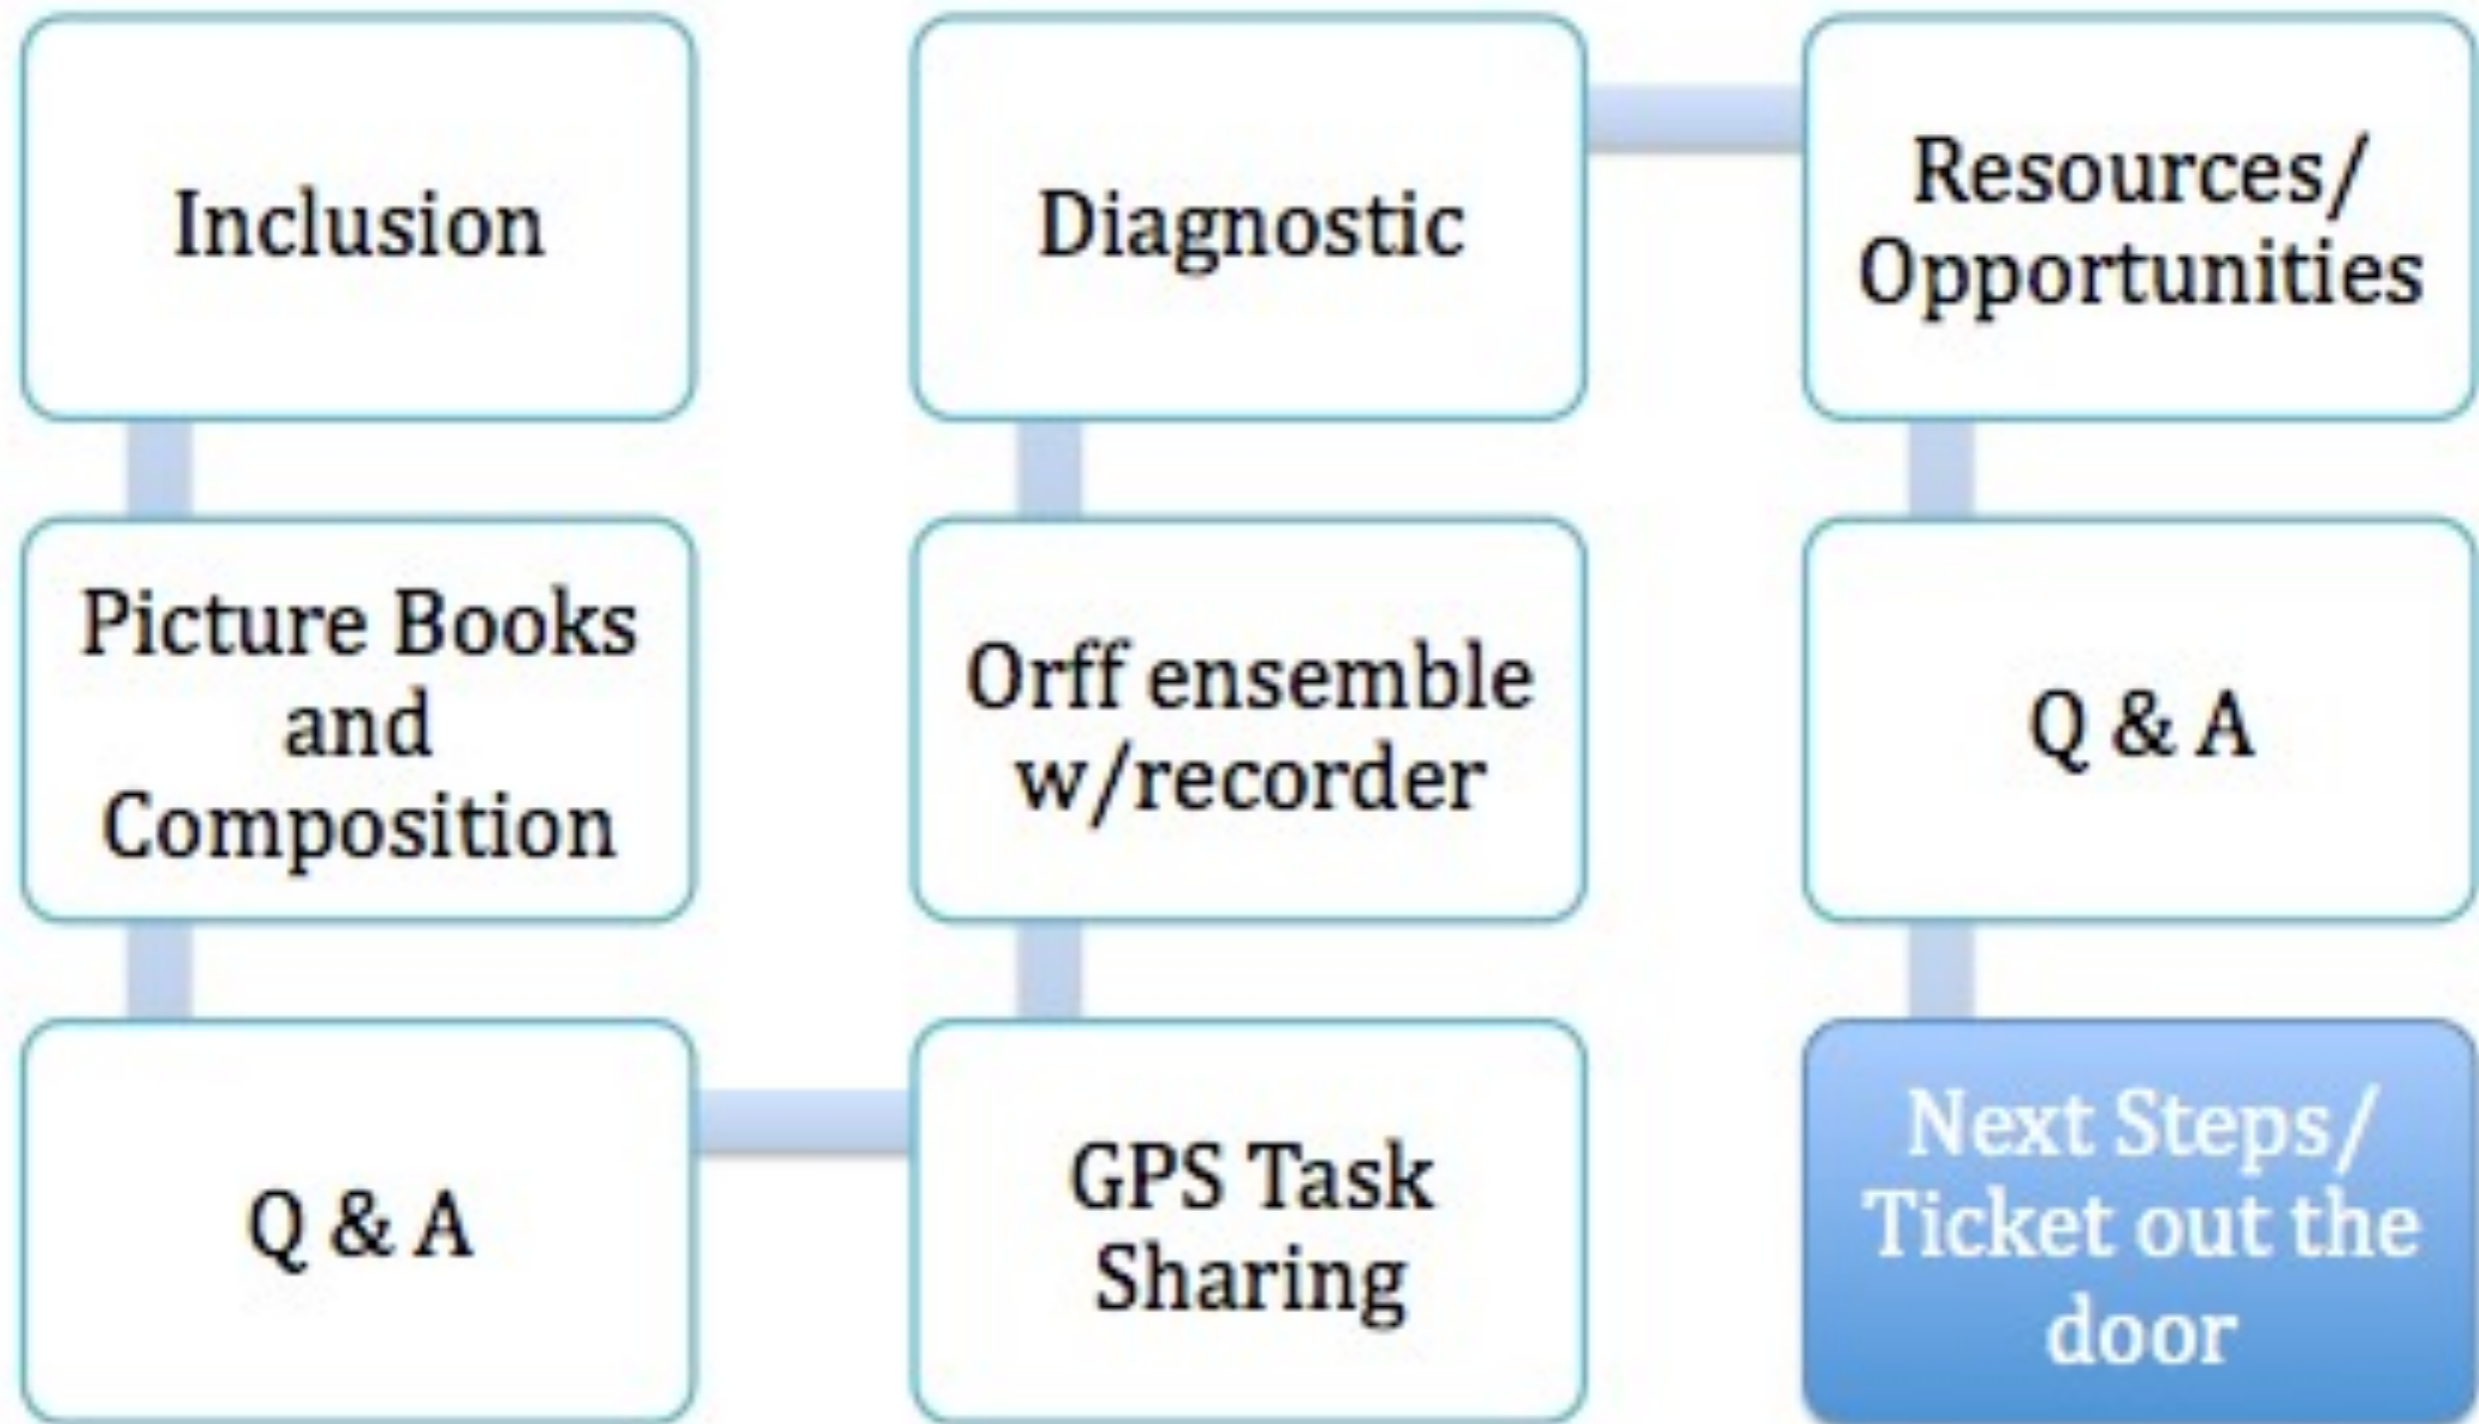 Inclusion
Picture Books
and
Composition
Q & A
GPS Task
Sharing
Orff ensemble
w/recorder
Diagnostic
Resources/
Opportunities
Q & A
Next Steps/
Ticket out the
door